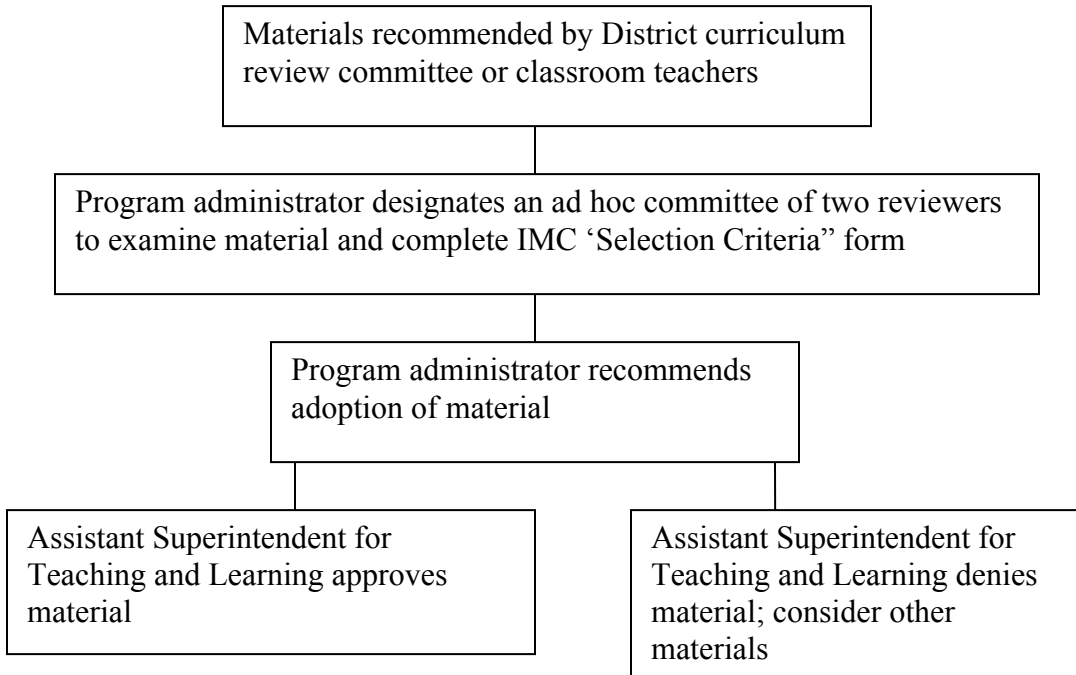 Materials recommended by District curriculum
review committee or classroom teachers
Program administrator designates an ad hoc committee of two reviewers
to examine material and complete IMC ‘Selection Criteria” form
Program administrator recommends
adoption of material
Assistant Superintendent for
Teaching and Learning approves
material
Assistant Superintendent for
Teaching and Learning denies
material; consider other
materials